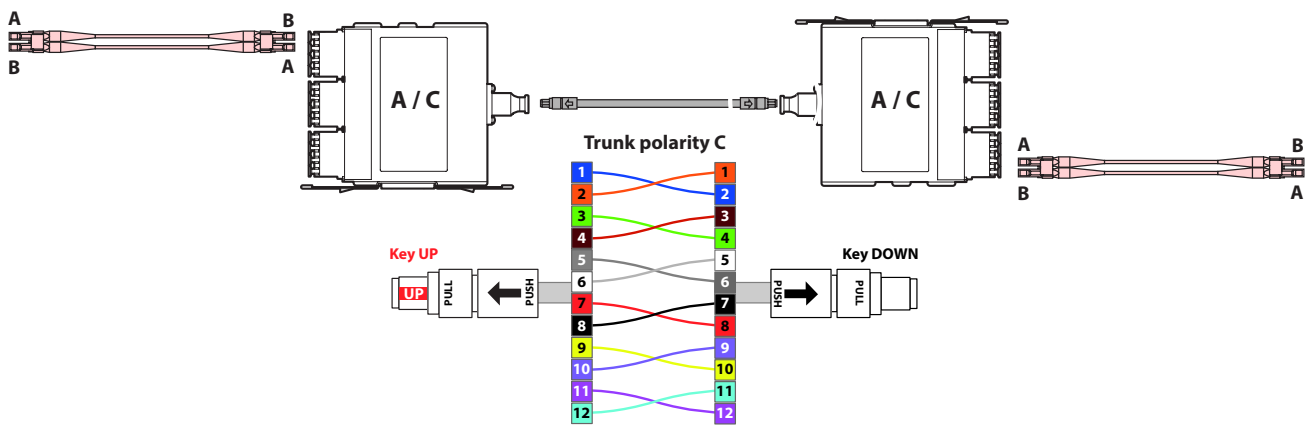 A B
B A
A / C
A / C
Trunk polarity C
A B
B A
1 1
2 2
3 3
4 4
5 5
6 6
7 7
8 8
9 9
10 10
11 11
12 12
Key UP
Key DOWN
UP PULL PUSH
PUSH PULL